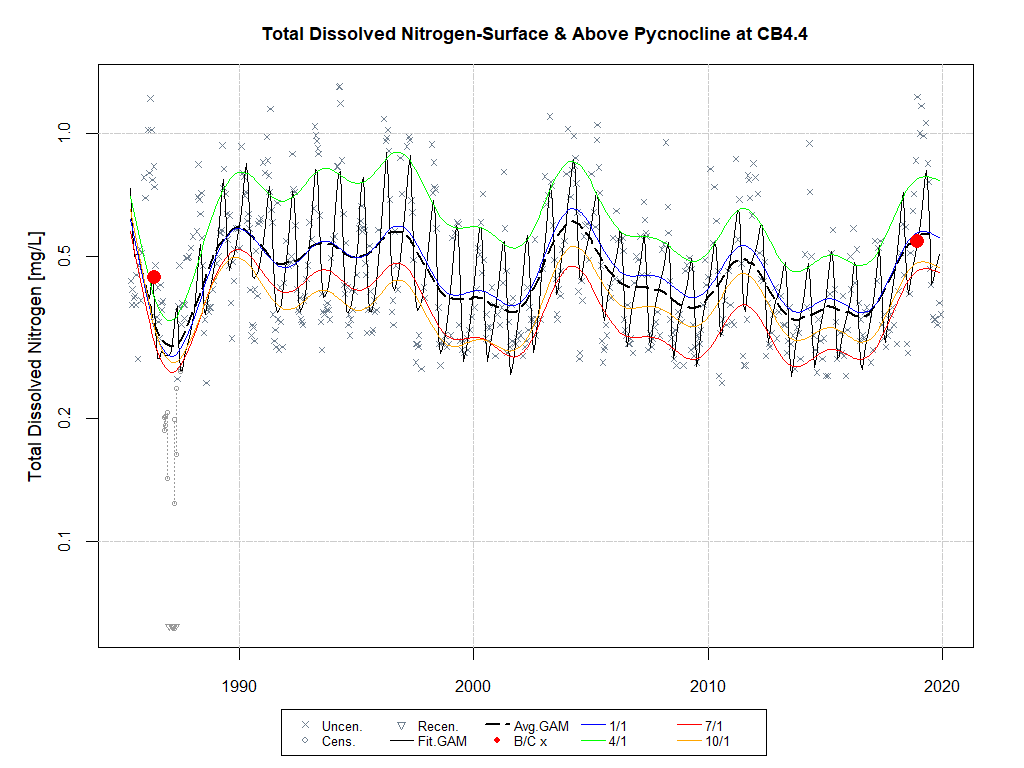 Total Dissolved Nitrogen-Surface & Above Pycnocline at CB4.4
Total Dissolved Nitrogen [mg/L]
1.0
0.5
0.2
0.1
1990 2000 2010 2020
Uncen. Recen. Avg.GAM 1/1 7/1
Cens. Fit.GAM B/C x 4/1 10/1